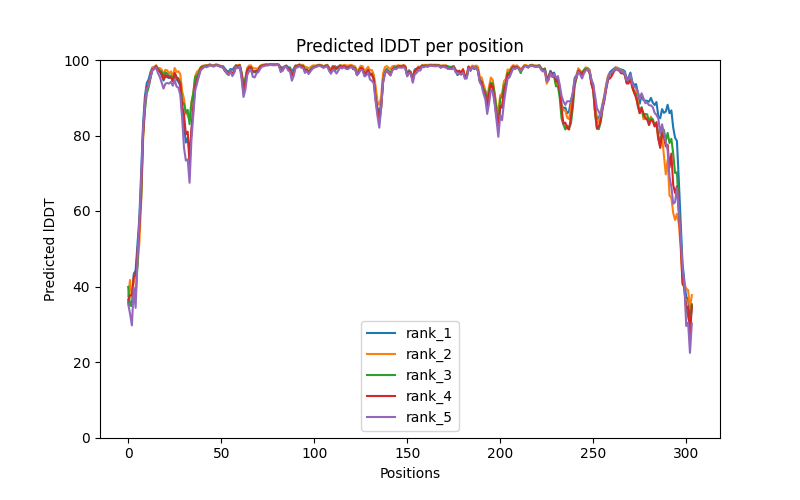 Predicted lDDT per position
100
80
60
40
20
0
Predicted lDDT
rank_1
rank_2
rank_3
rank_4
rank_5
0 50 100 150 200 250 300
Positions